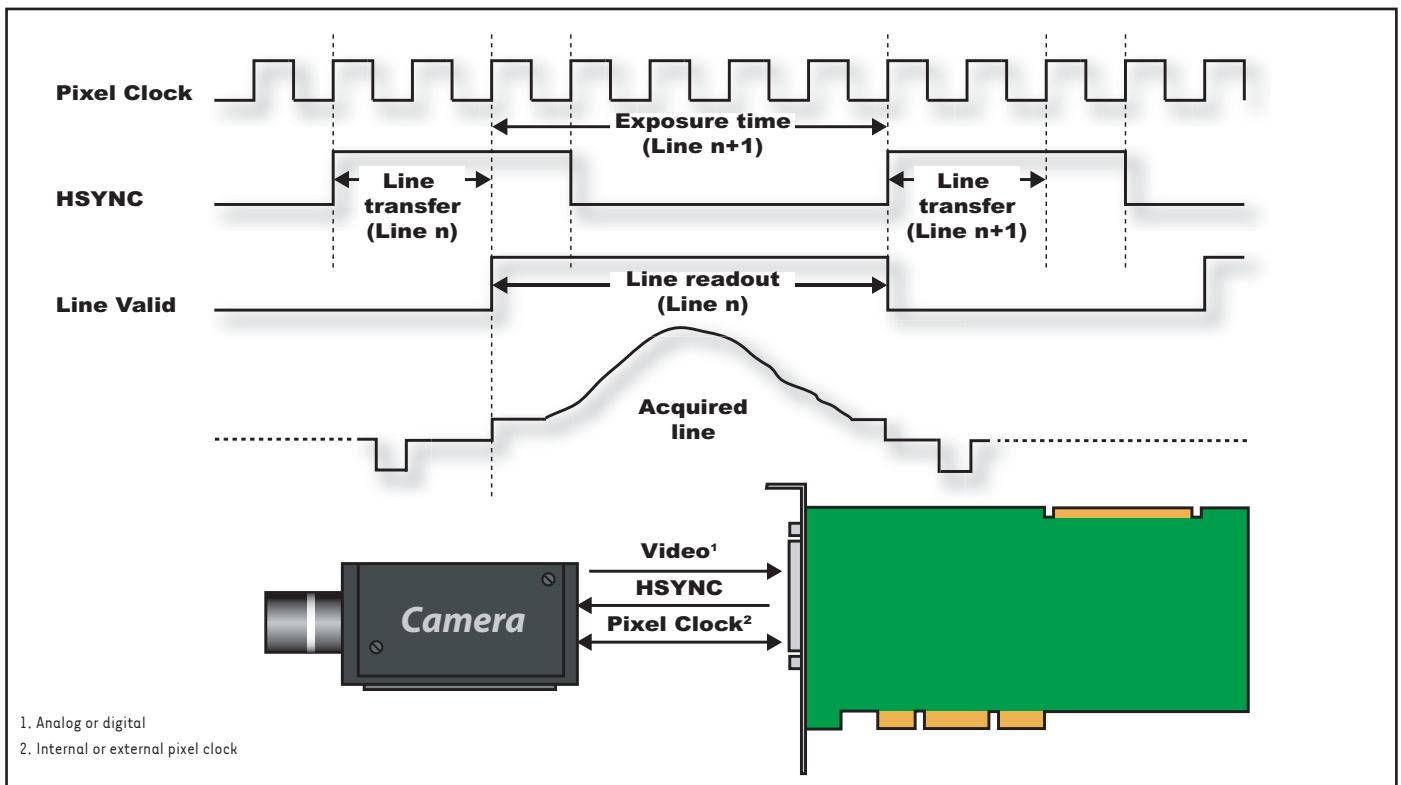 Pixel Clock
Exposure time
(Line n+1)
HSYNC
Line
transfer
(Line n)
Line
transfer
(Line n+1)
Line Valid
Line readout
(Line n)
Acquired
line
Video¹
HSYNC
Pixel Clock²
Camera
1. Analog or digital
2. Internal or external pixel clock